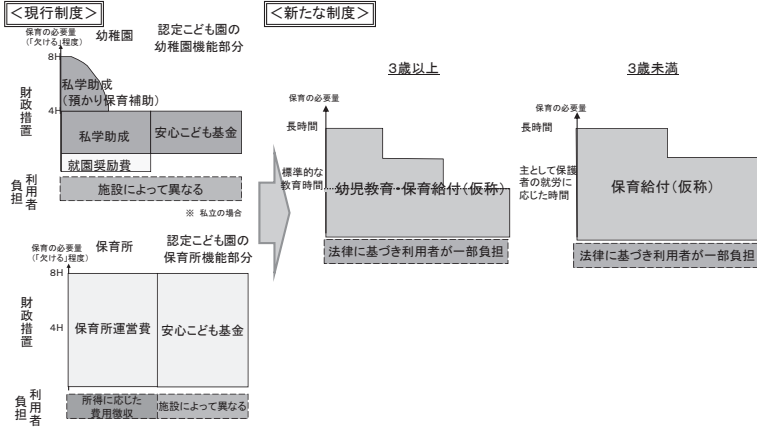 ＜現行制度＞
保育の必要量
(「欠ける」程度)
幼稚園
認定こども園の
幼稚園機能部分
8H
私学助成
(預かり保育補助)
財政措置
4H
私学助成
安心こども基金
就園奨励費
利用者
負担
施設によって異なる
※ 私立の場合
保育の必要量
(「欠ける」程度)
保育所
認定こども園の
保育所機能部分
8H
財政措置
4H
保育所運営費
安心こども基金
利用者
負担
所得に応じた
費用徴収
施設によって異なる
＜新たな制度＞
3歳以上
保育の必要量
長時間
標準的な
教育時間
幼児教育・保育給付(仮称)
法律に基づき利用者が一部負担
3歳未満
保育の必要量
長時間
主として保護
者の就労に
応じた時間
保育給付(仮称)
法律に基づき利用者が一部負担